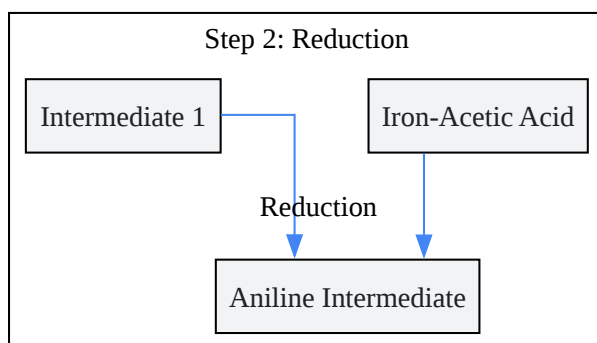 Step 2: Reduction
Intermediate 1
Iron-Acetic Acid
Reduction
Aniline Intermediate